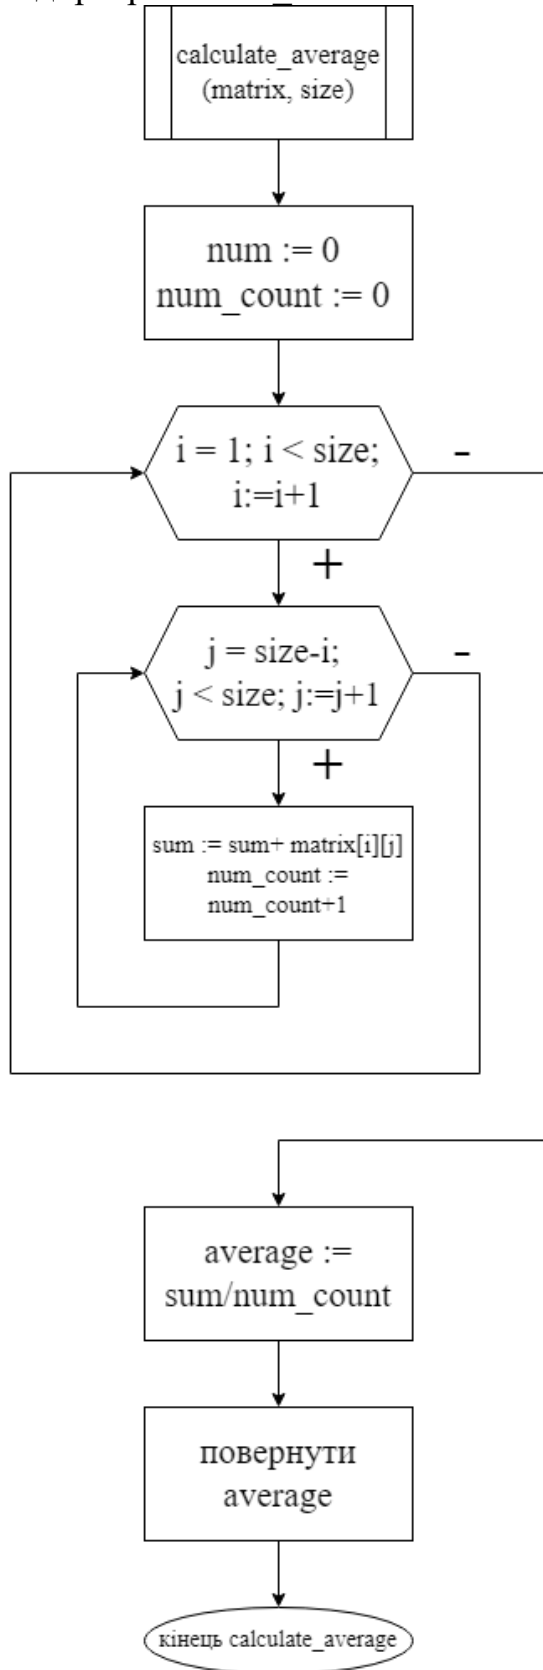 calculate_average
(matrix, size)
num := 0
num_count := 0
i = 1; i < size;
i:=i+1
-
+
j = size-i;
j < size; j:=j+1
-
+
sum := sum+ matrix[i][j]
num_count :=
num_count+1
average :=
sum/num_count
повернути
average
кінець calculate_average